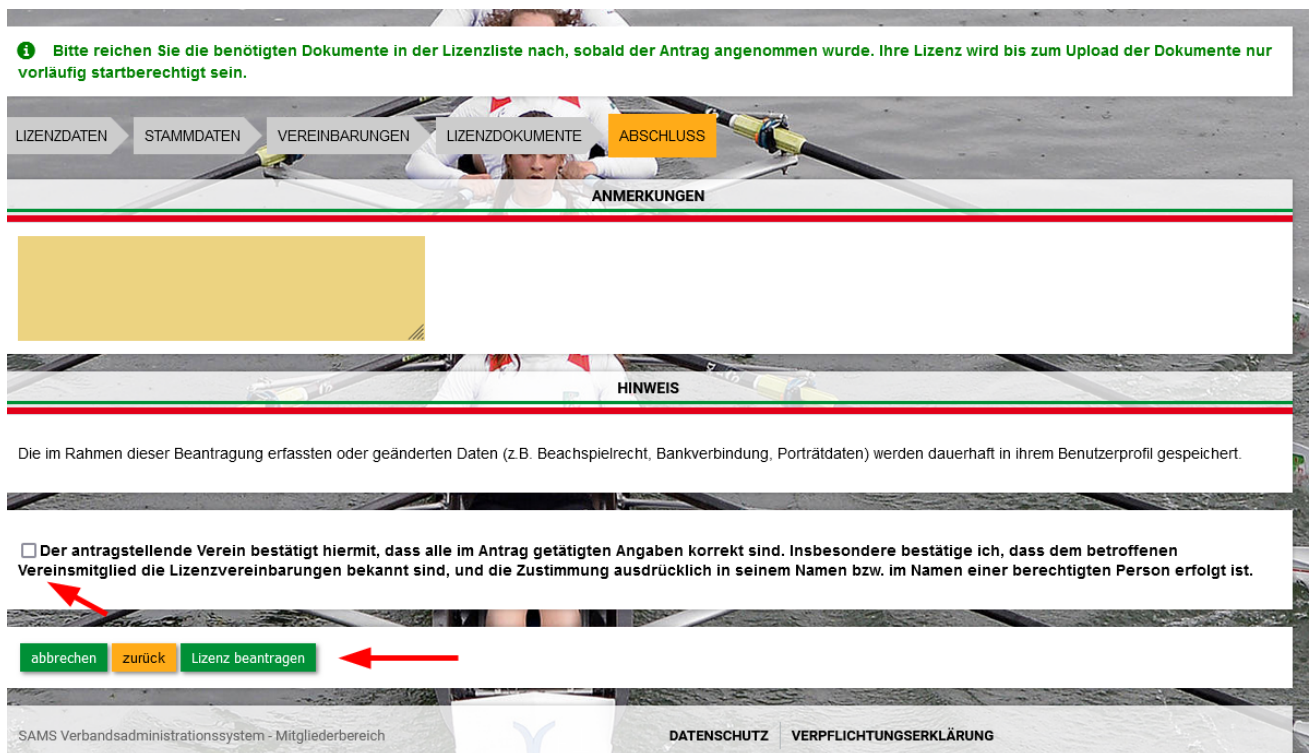 Bitte reichen Sie die benötigten Dokumente in der Lizenzliste nach, sobald der Antrag angenommen wurde. Ihre Lizenz wird bis zum Upload der Dokumente nur
vorläufig startberechtigt sein.
LIZENZDATEN STAMMDATEN VEREINBARUNGEN LIZENZDOKUMENTE ABSCHLUSS
ANMERKUNGEN
HINWEIS
Die im Rahmen dieser Beantragung erfassten oder geänderten Daten (z.B. Beachspielrecht, Bankverbindung, Porträtdaten) werden dauerhaft in ihrem Benutzerprofil gespeichert.
Der antragstellende Verein bestätigt hiermit, dass alle im Antrag getätigten Angaben korrekt sind. Insbesondere bestätige ich, dass dem betroffenen
Vereinsmitglied die Lizenzvereinbarungen bekannt sind, und die Zustimmung ausdrücklich in seinem Namen bzw. im Namen einer berechtigten Person erfolgt ist.
abbrechen zurück Lizenz beantragen
SAMS Verbandsadministrationssystem - Mitgliederbereich DATENSCHUTZ VERPFLICHTUNGSERKLÄRUNG